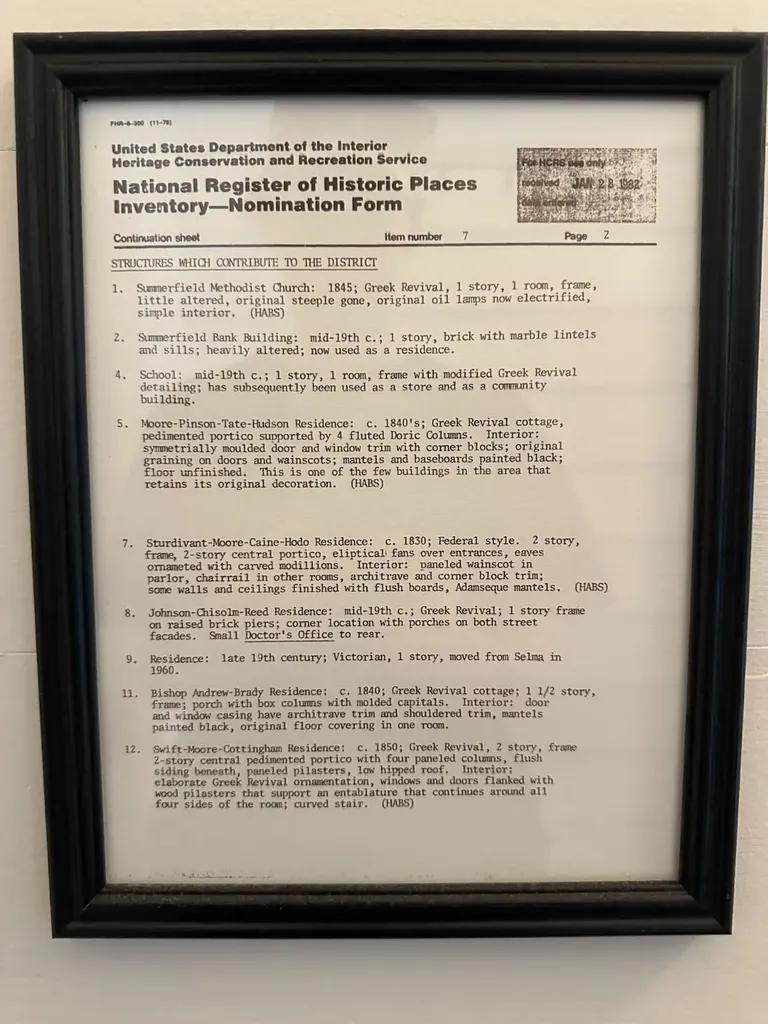 FHR-8-300 (11-78)
United States Department of the Interior
Heritage Conservation and Recreation Service
National Register of Historic Places
Inventory—Nomination Form
For HCRS use only
received JAN 28 1982
date entered
Continuation sheet Item number 7 Page 2
STRUCTURES WHICH CONTRIBUTE TO THE DISTRICT
1. Summerfield Methodist Church: 1845; Greek Revival, 1 story, 1 room, frame,
little altered, original steeple gone, original oil lamps now electrified,
simple interior. (HABS)
2. Summerfield Bank Building: mid-19th c.; 1 story, brick with marble lintels
and sills; heavily altered; now used as a residence.
4. School: mid-19th c.; 1 story, 1 room, frame with modified Greek Revival
detailing; has subsequently been used as a store and as a community
building.
5. Moore-Pinson-Tate-Hudson Residence: c. 1840's; Greek Revival cottage,
pedimented portico supported by 4 fluted Doric Columns. Interior:
symmetrially moulded door and window trim with corner blocks; original
graining on doors and wainscots; mantels and baseboards painted black;
floor unfinished. This is one of the few buildings in the area that
retains its original decoration. (HABS)
7. Sturdivant-Moore-Caine-Hodo Residence: c. 1830; Federal style. 2 story,
frame, 2-story central portico, eliptical fans over entrances, eaves
ornameted with carved modillions. Interior: paneled wainscot in
parlor, chairrail in other rooms, architrave and corner block trim;
some walls and ceilings finished with flush boards, Adamseque mantels. (HABS)
8. Johnson-Chisolm-Reed Residence: mid-19th c.; Greek Revival; 1 story frame
on raised brick piers; corner location with porches on both street
facades. Small Doctor's Office to rear.
9. Residence: late 19th century; Victorian, 1 story, moved from Selma in
1960.
11. Bishop Andrew-Brady Residence: c. 1840; Greek Revival cottage; 1 1/2 story,
frame; porch with box columns with molded capitals. Interior: door
and window casing have architrave trim and shouldered trim, mantels
painted black, original floor covering in one room.
12. Swift-Moore-Cottingham Residence: c. 1850; Greek Revival, 2 story, frame
2-story central pedimented portico with four paneled columns, flush
siding beneath, paneled pilasters, low hipped roof. Interior:
elaborate Greek Revival ornamentation, windows and doors flanked with
wood pilasters that support an entablature that continues around all
four sides of the room; curved stair. (HABS)